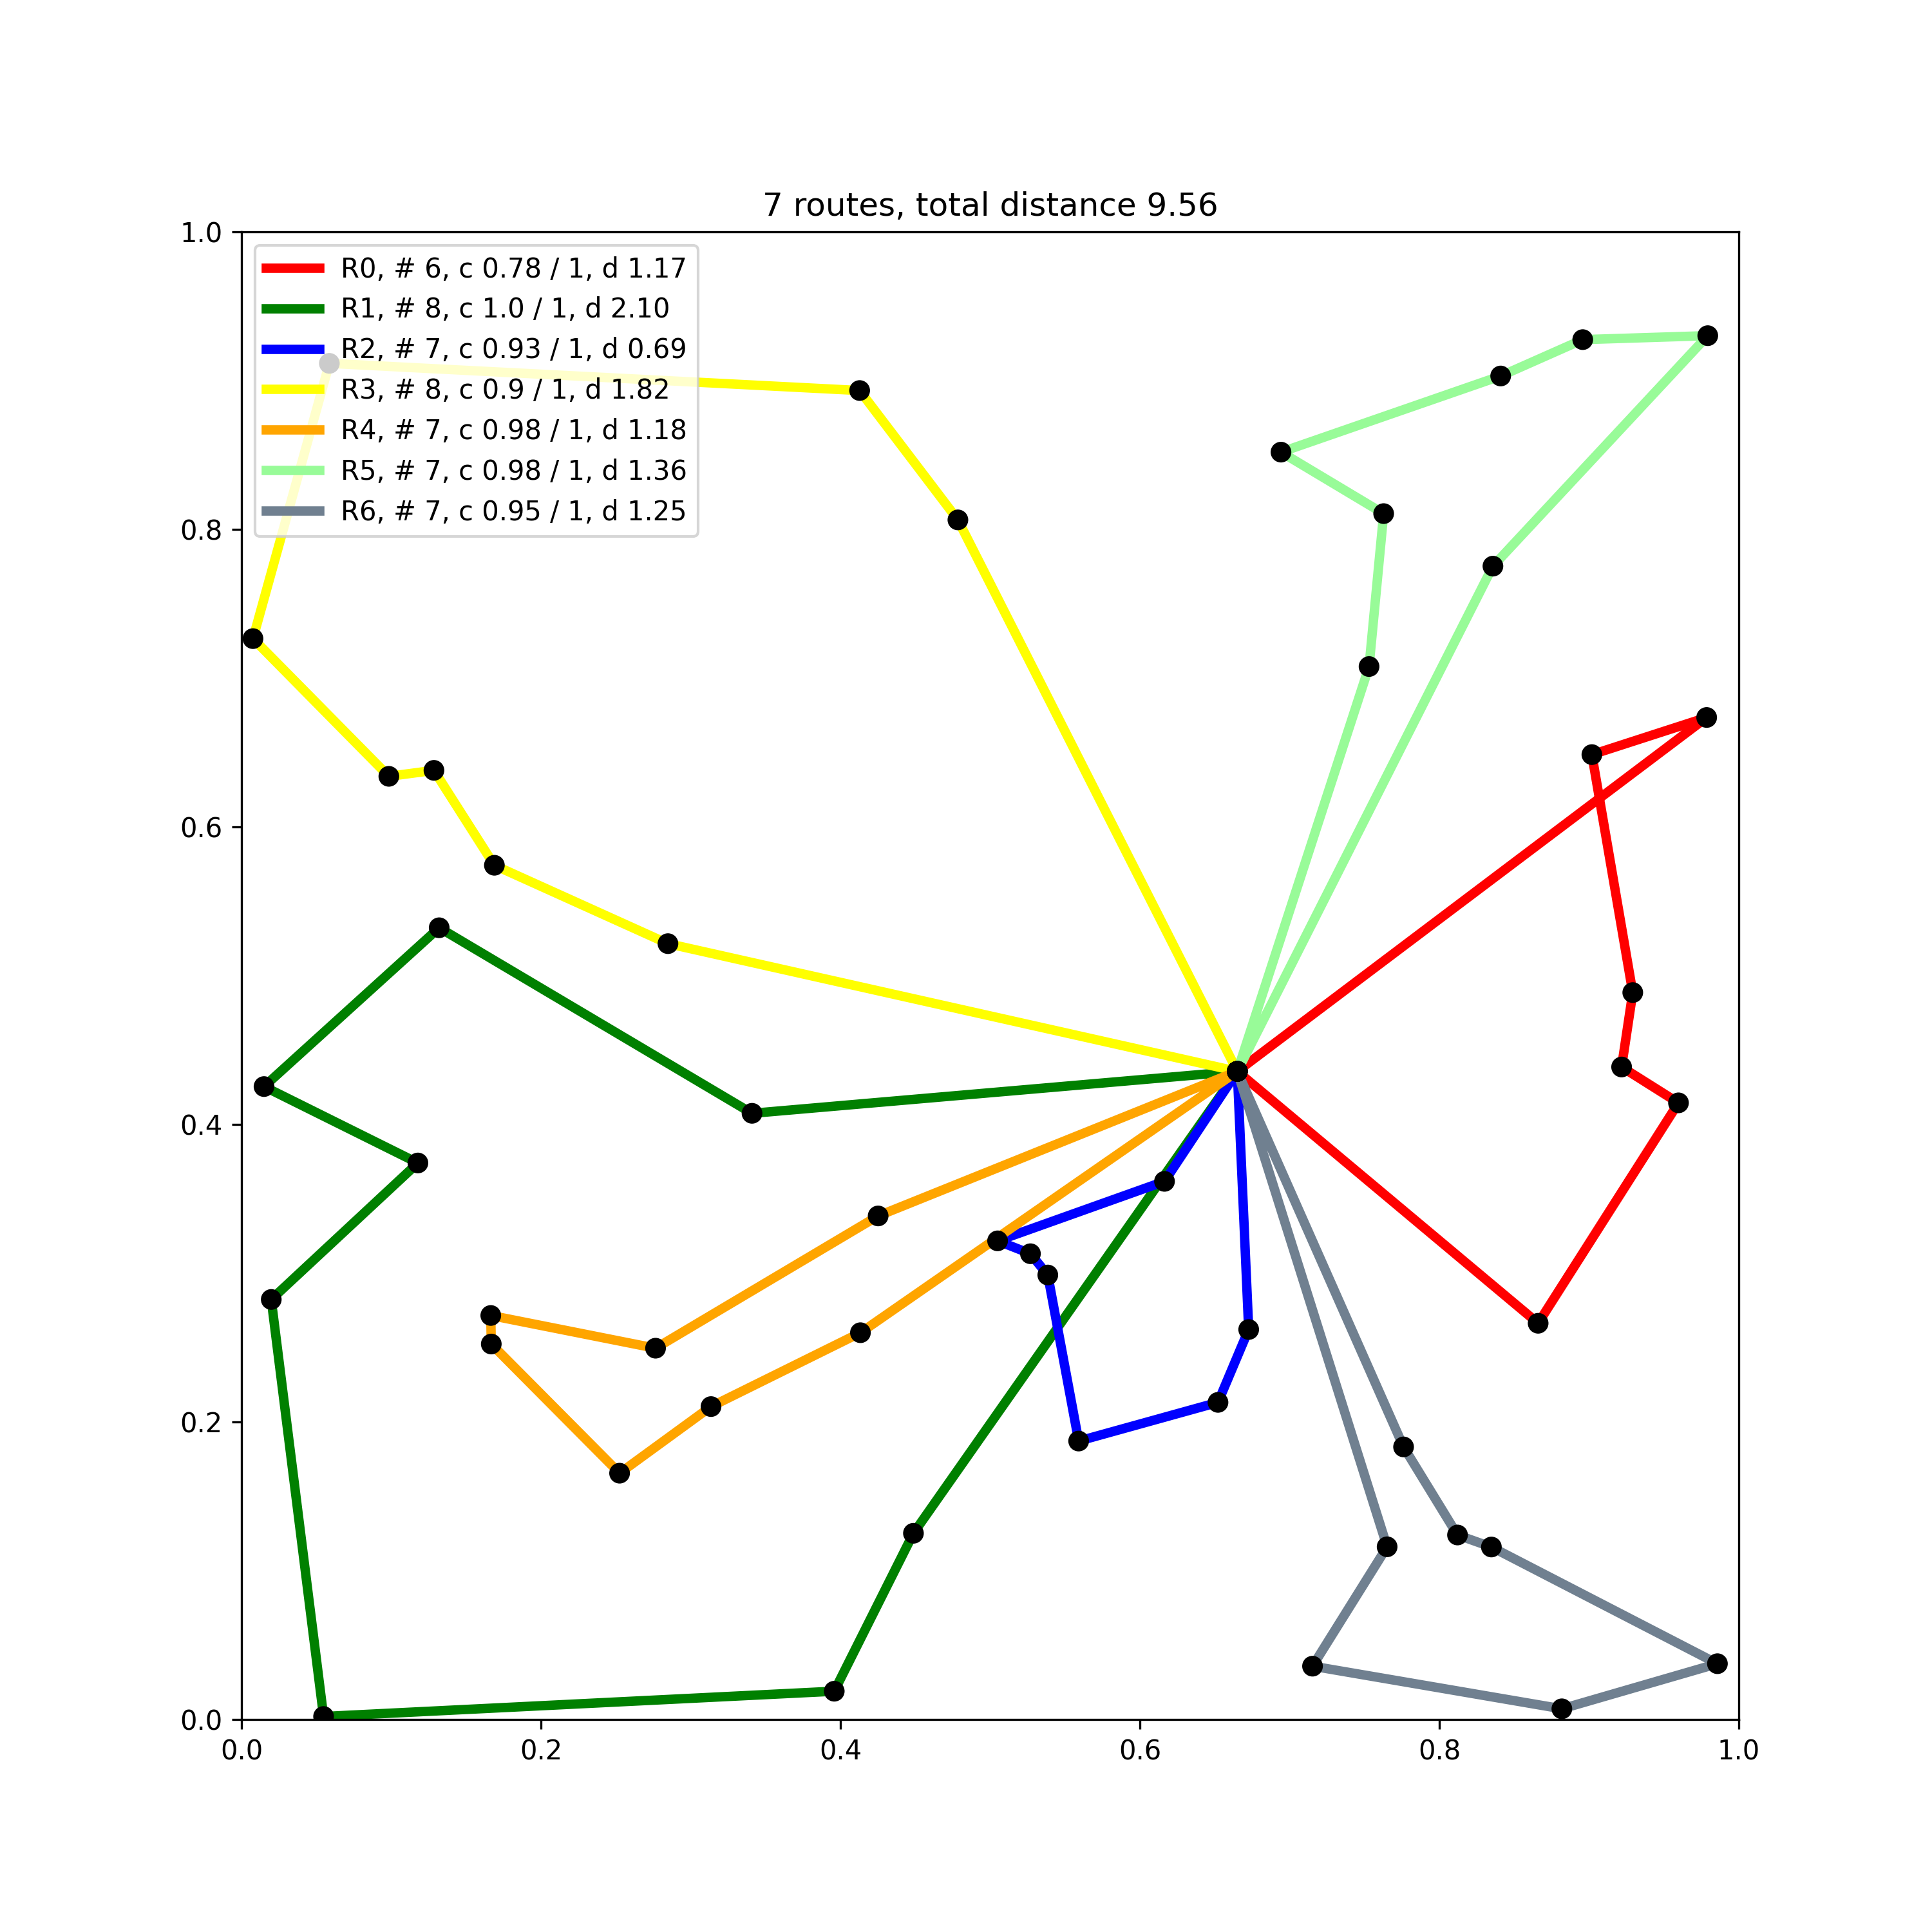 7 routes, total distance 9.56
1.0
R0, # 6, c 0.78 / 1, d 1.17
R1, # 8, c 1.0 / 1, d 2.10
R2, # 7, c 0.93 / 1, d 0.69
R3, # 8, c 0.9 / 1, d 1.82
R4, # 7, c 0.98 / 1, d 1.18
R5, # 7, c 0.98 / 1, d 1.36
R6, # 7, c 0.95 / 1, d 1.25
0.8
0.6
0.4
0.2
0.0
0.0 0.2 0.4 0.6 0.8 1.0